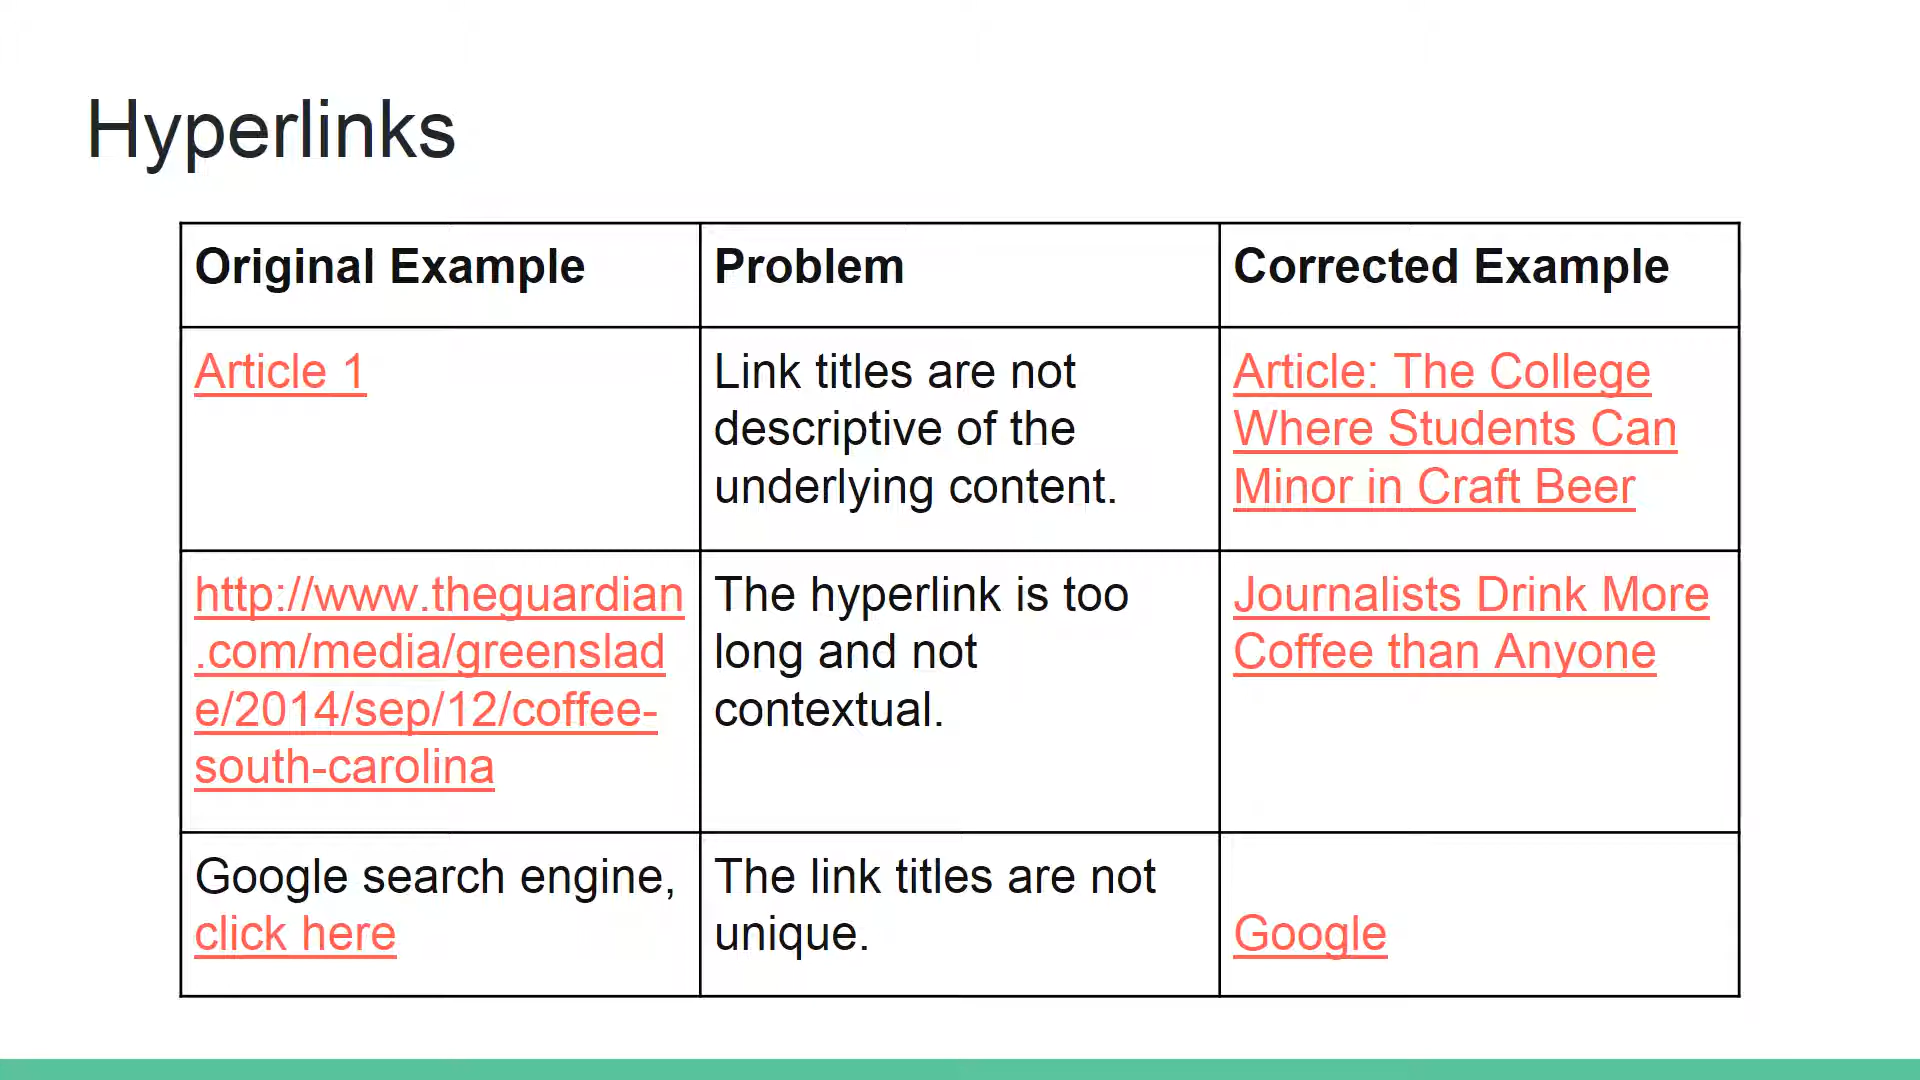 Hyperlinks
Original Example
Problem
Corrected Example
Article 1
Link titles are not
descriptive of the
underlying content.
Article: The College
Where Students Can
Minor in Craft Beer
http://www.theguardian
.com/media/greenslad
e/2014/sep/12/coffee-
south-carolina
The hyperlink is too
long and not
contextual.
Journalists Drink More
Coffee than Anyone
Google search engine,
click here
The link titles are not
unique.
Google